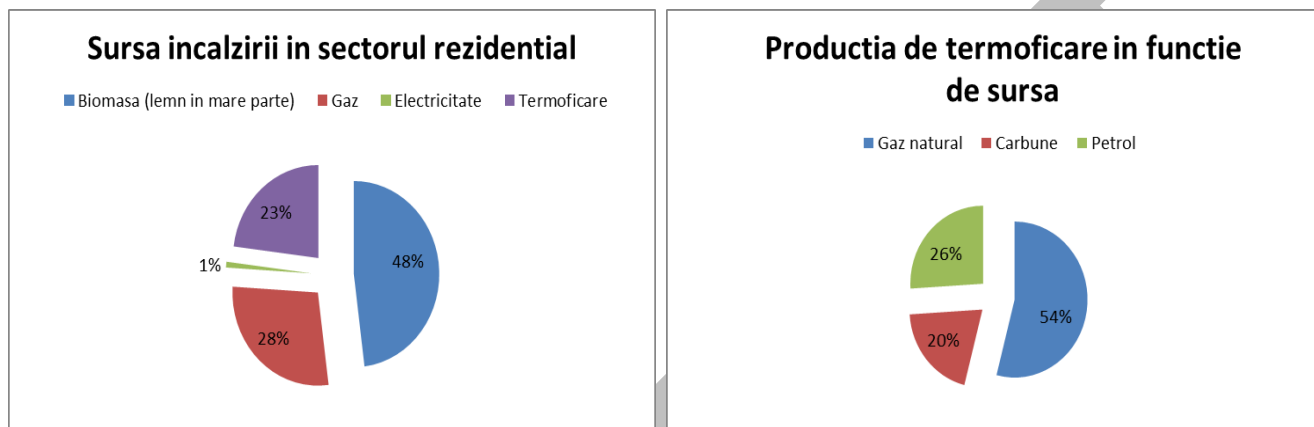 Sursa incalzirii in sectorul rezidential
Biomasa (lemn in mare parte) Gaz Electricitate Termoficare
23%
48%
1%
28%
Productia de termoficare in functie
de sursa
Gaz natural Carbune Petrol
26%
54%
20%